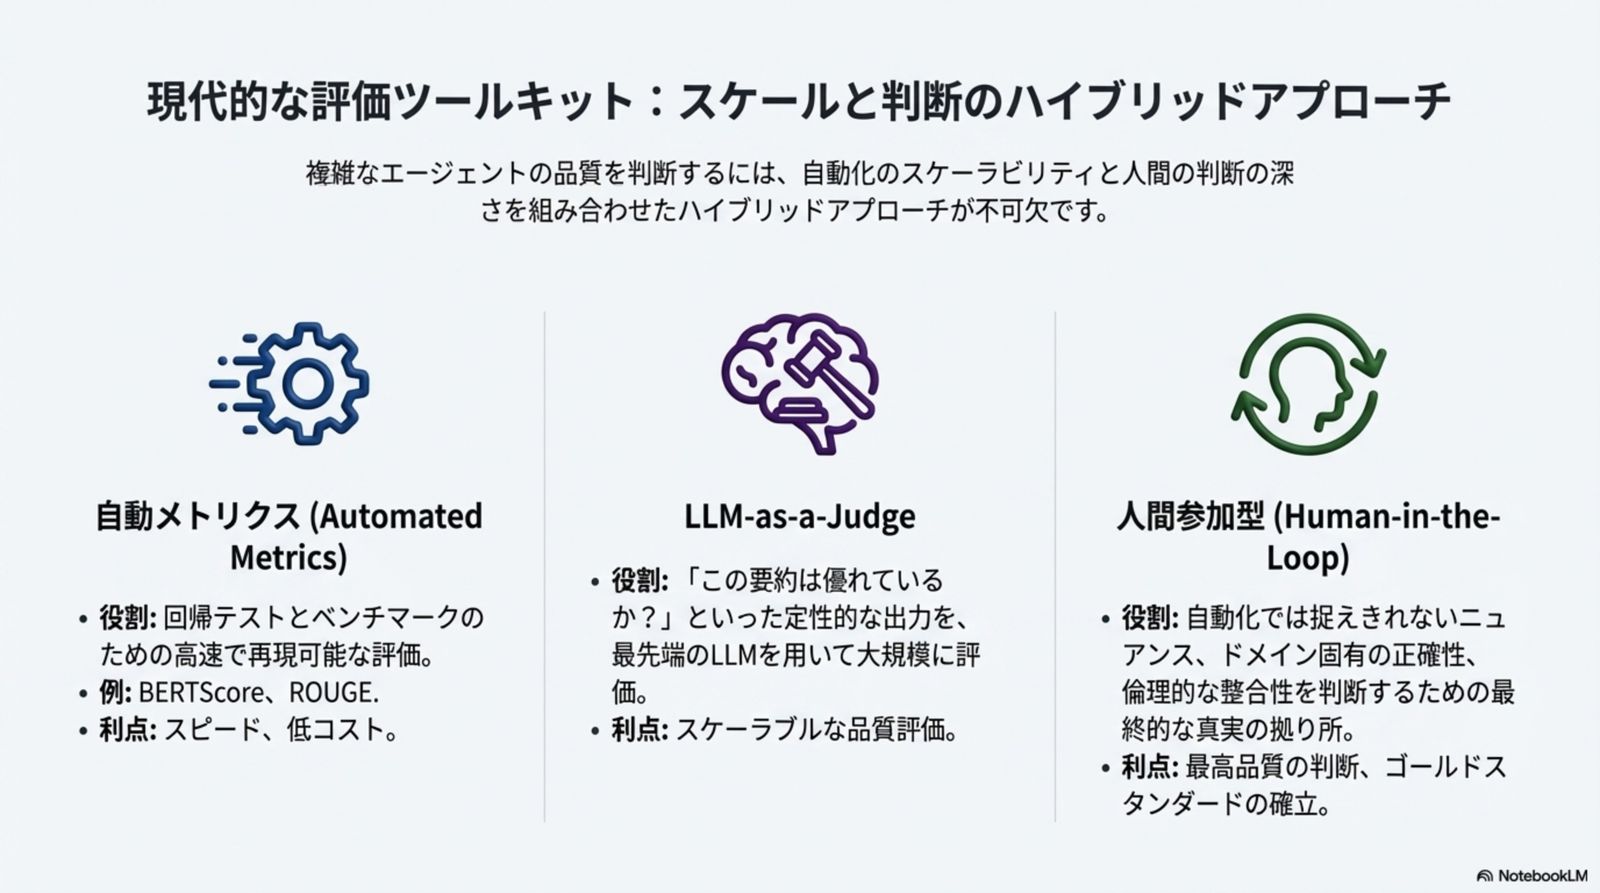 現代的な評価ツールキット：スケールと判断のハイブリッドアプローチ
複雑なエージェントの品質を判断するには、自動化のスケーラビリティと人間の判断の深
さを組み合わせたハイブリッドアプローチが不可欠です。
自動メトリクス (Automated
Metrics)
• 役割: 回帰テストとベンチマークの
ための高速で再現可能な評価。
• 例: BERTScore、ROUGE.
• 利点: スピード、低コスト。
LLM-as-a-Judge
• 役割: 「この要約は優れている
か？」といった定性的な出力を、
最先端のLLMを用いて大規模に評
価。
• 利点: スケーラブルな品質評価。
人間参加型 (Human-in-the-
Loop)
• 役割: 自動化では捉えきれないニュ
アンス、ドメイン固有の正確性、
倫理的な整合性を判断するための最
終的な真実の拠り所。
• 利点: 最高品質の判断、ゴールドス
タンダードの確立。
NotebookLM